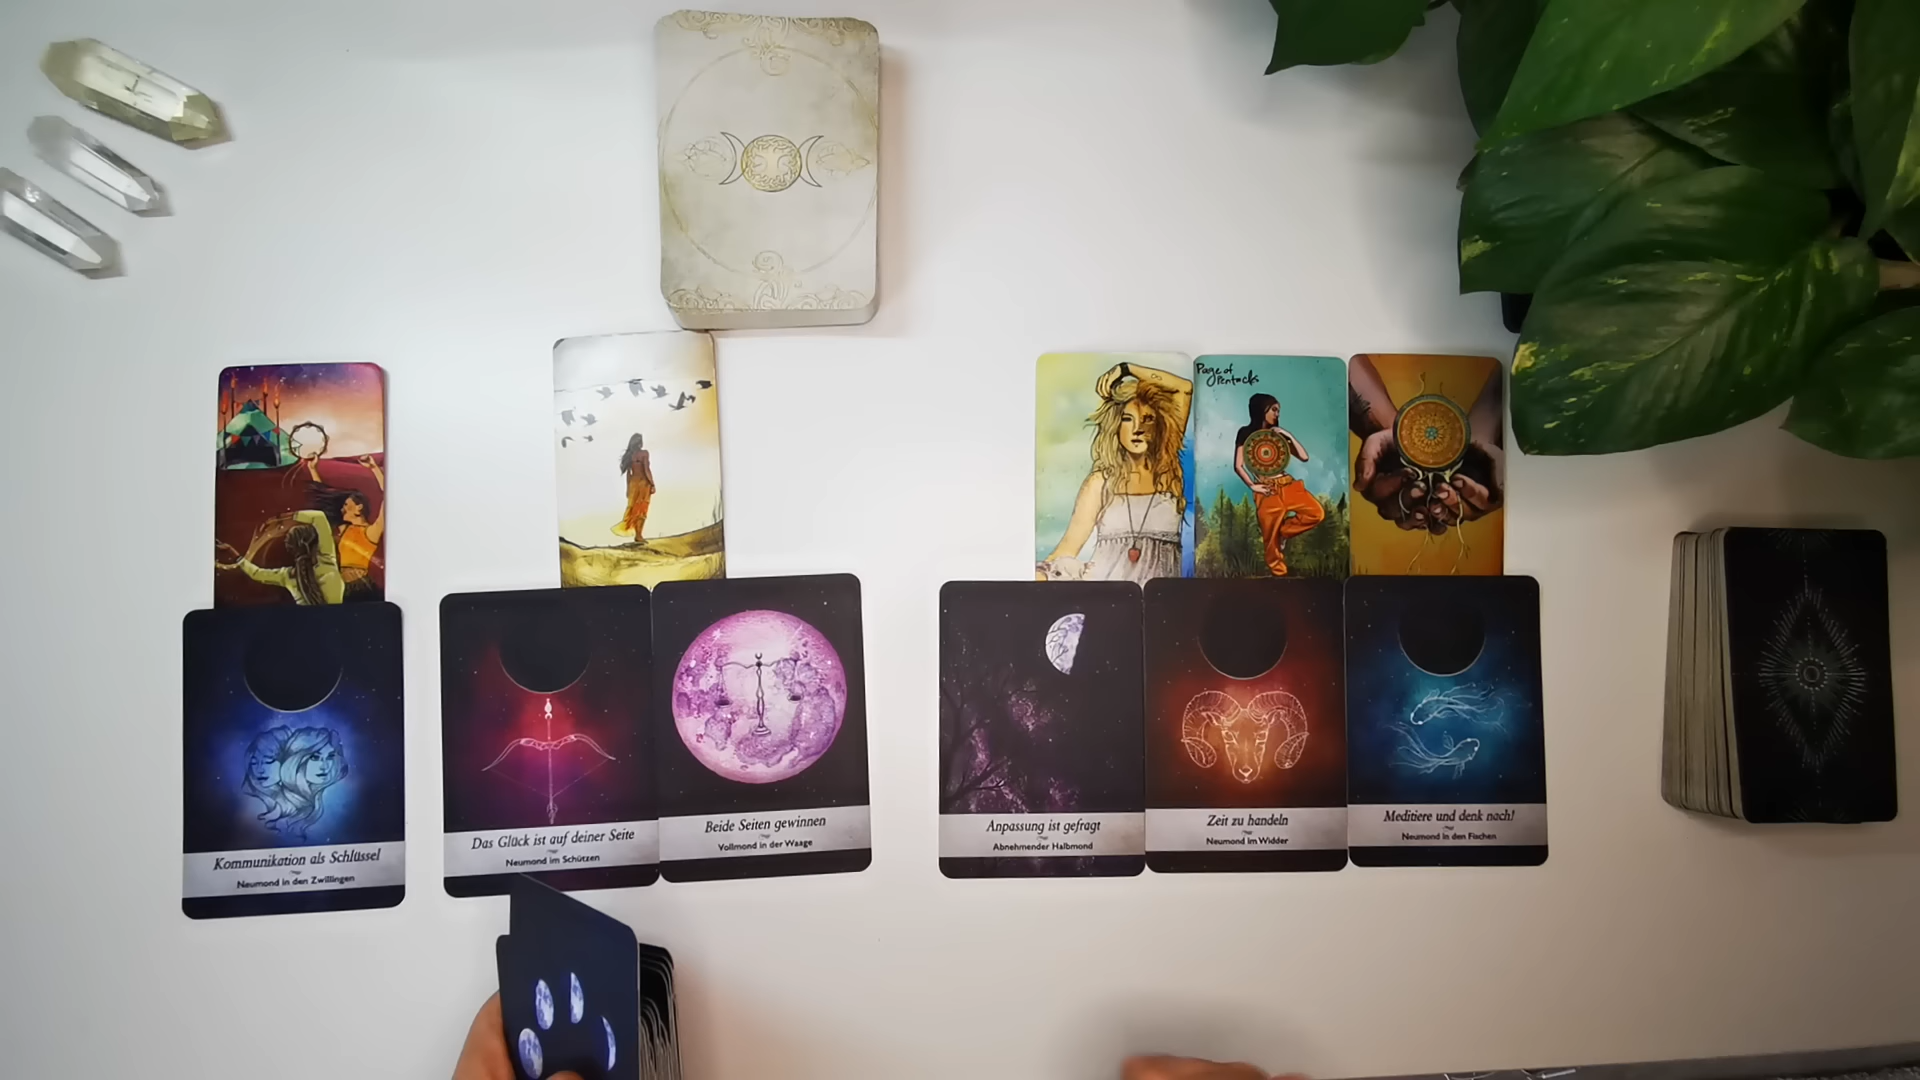 Page of
Pentacls
Kommunikation als Schlüssel
Neumond in den Zwillingen
Das Glück ist auf deiner Seite
Neumond im Schützen
Beide Seiten gewinnen
Vollmond in der Waage
Anpassung ist gefragt
Abnehmender Halbmond
Zeit zu handeln
Neumond im Widder
Meditiere und denk nach!
Neumond in den Fischen